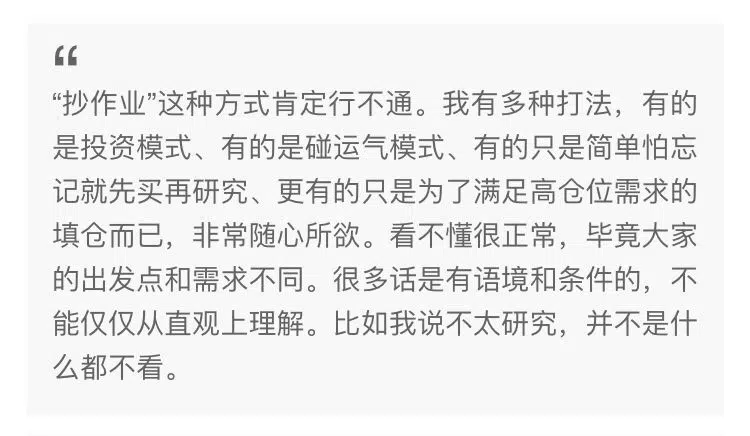 “
“抄作业”这种方式肯定行不通。我有多种打法，有的
是投资模式、有的是碰运气模式、有的只是简单怕忘
记就先买再研究、更有的只是为了满足高仓位需求的
填仓而已，非常随心所欲。看不懂很正常，毕竟大家
的出发点和需求不同。很多话是有语境和条件的，不
能仅仅从直观上理解。比如我说不太研究，并不是什
么都不看。